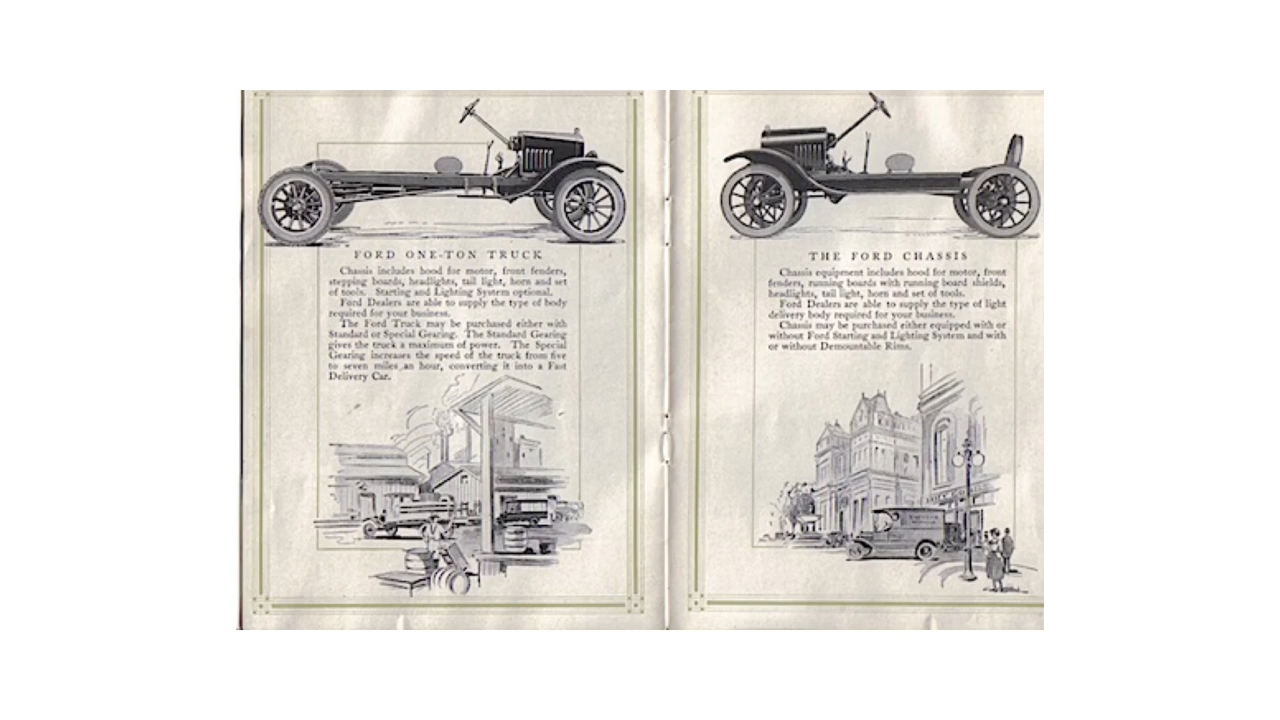 FORD ONE-TON TRUCK
Chassis includes hood for motor, front fenders,
stepping boards, headlights, tail light, horn and set
of tools. Starting and Lighting System optional.
Ford Dealers are able to supply the type of body
required for your business.
The Ford Truck may be purchased either with
Standard or Special Gearing. The Standard Gearing
gives the truck a maximum of power. The Special
Gearing increases the speed of the truck from five
to seven miles an hour, converting it into a Fast
Delivery Car.
THE FORD CHASSIS
Chassis equipment includes hood for motor, front
fenders, running boards with running board shields,
headlights, tail light, horn and set of tools.
Ford Dealers are able to supply the type of light
delivery body required for your business.
Chassis may be purchased either equipped with or
without Ford Starting and Lighting System and with
or without Demountable Rims.